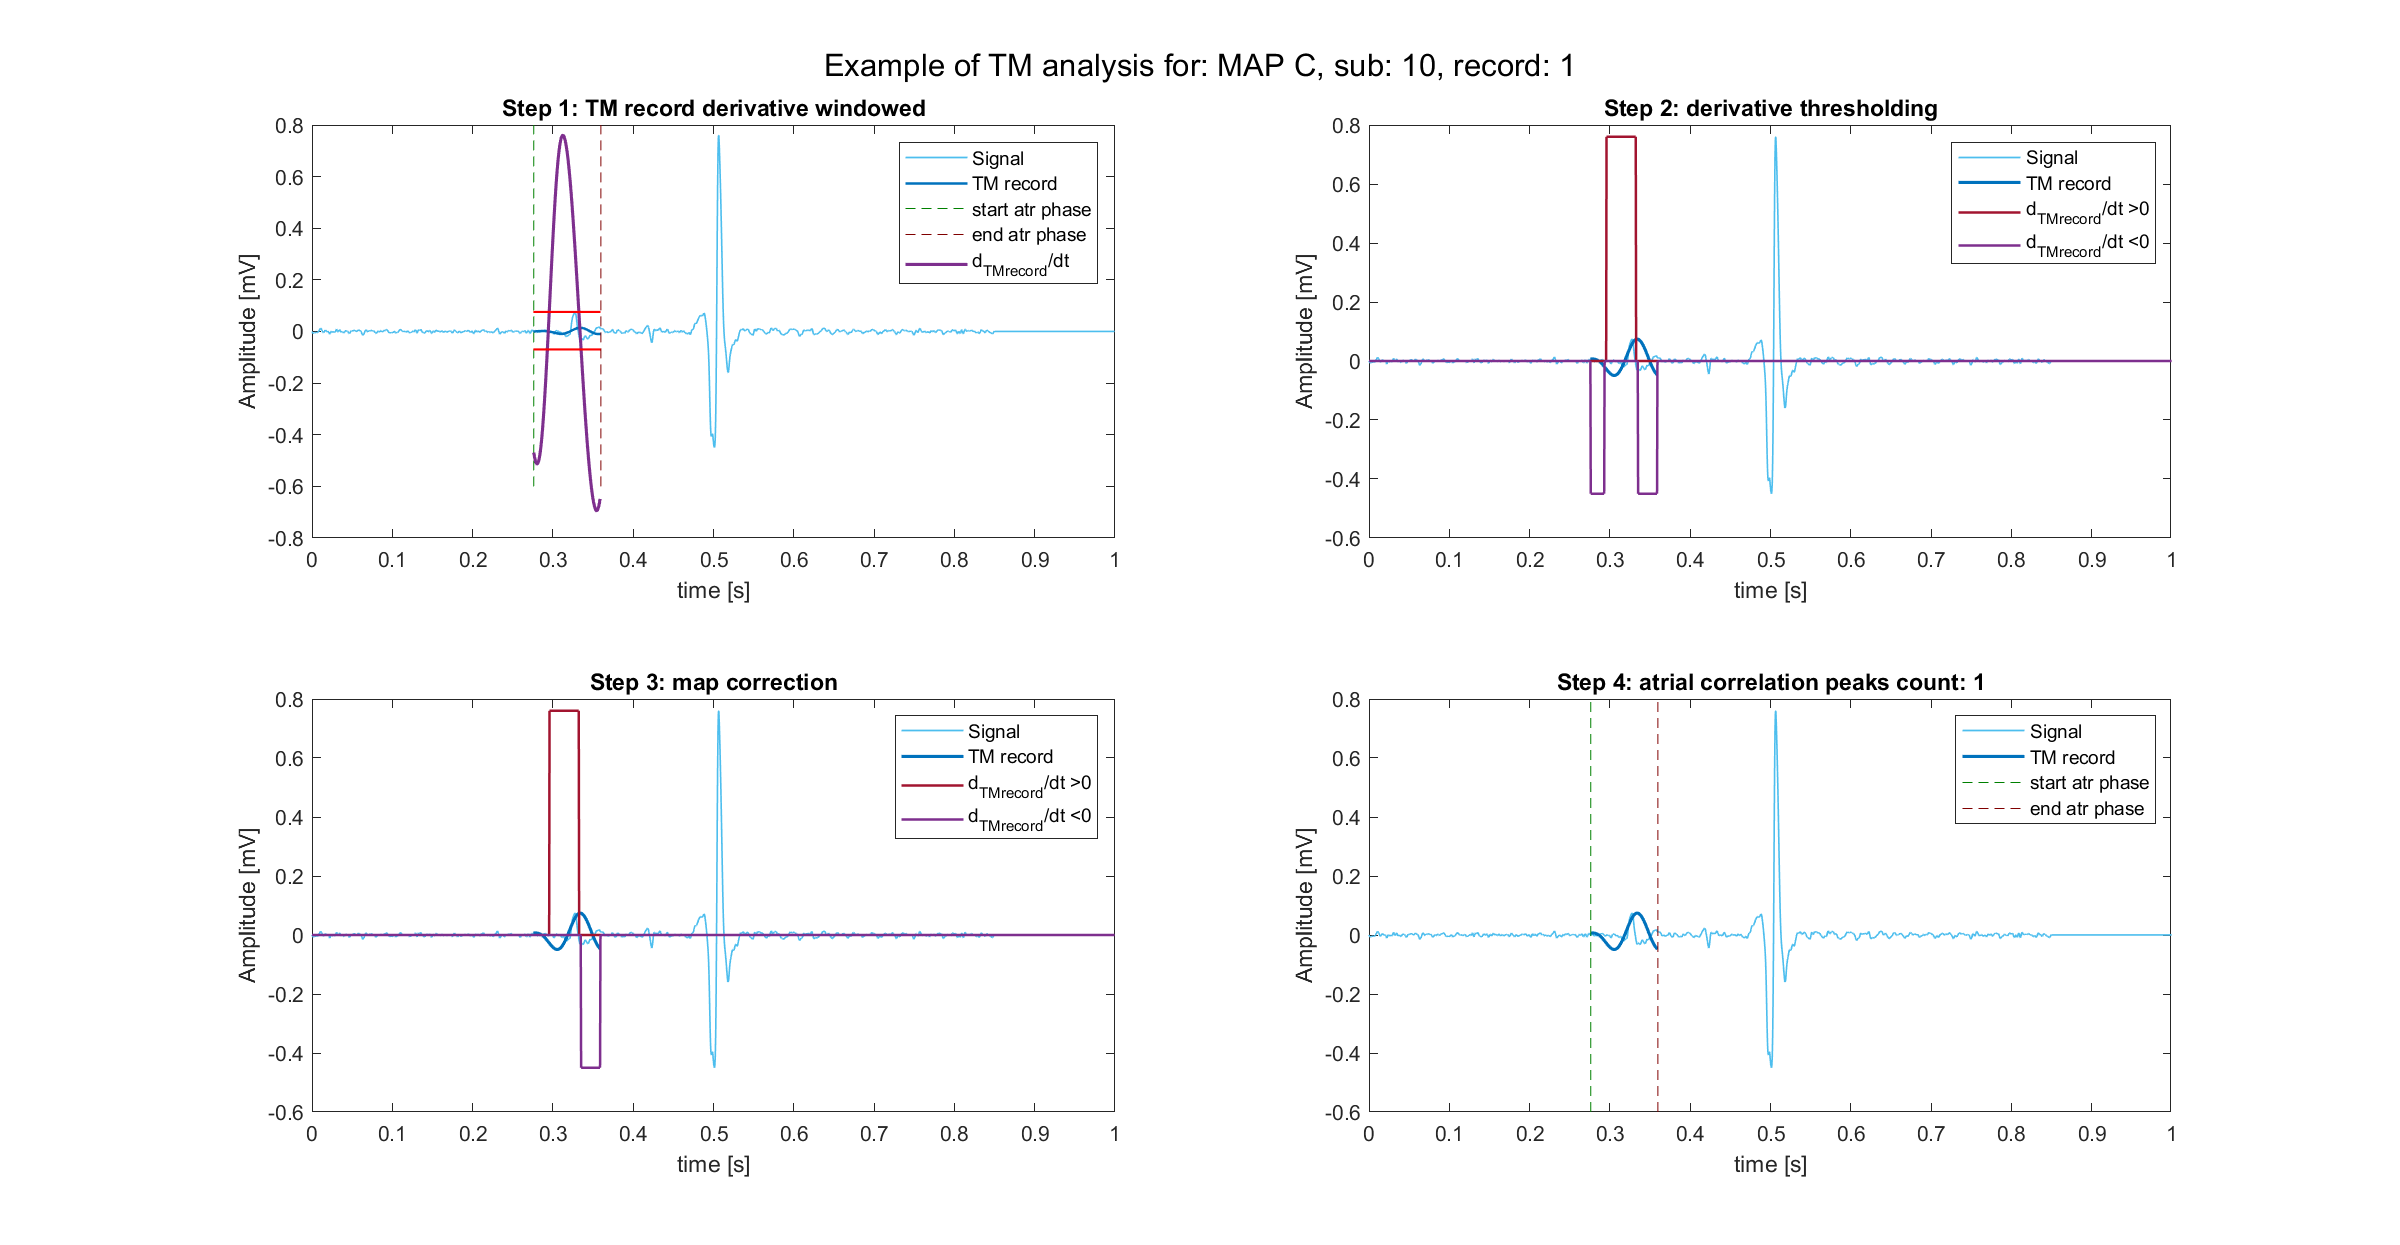 Example of TM analysis for: MAP C, sub: 10, record: 1
Step 1: TM record derivative windowed
0.8
0.6
0.4
0.2
0
-0.2
-0.4
-0.6
-0.8
Amplitude [mV]
0 0.1 0.2 0.3 0.4 0.5 0.6 0.7 0.8 0.9 1
time [s]
Signal
TM record
start atr phase
end atr phase
dTMrecord/dt
Step 2: derivative thresholding
0.8
0.6
0.4
0.2
0
-0.2
-0.4
-0.6
Amplitude [mV]
0 0.1 0.2 0.3 0.4 0.5 0.6 0.7 0.8 0.9 1
time [s]
Signal
TM record
dTMrecord/dt >0
dTMrecord/dt <0
Step 3: map correction
0.8
0.6
0.4
0.2
0
-0.2
-0.4
-0.6
Amplitude [mV]
0 0.1 0.2 0.3 0.4 0.5 0.6 0.7 0.8 0.9 1
time [s]
Signal
TM record
dTMrecord/dt >0
dTMrecord/dt <0
Step 4: atrial correlation peaks count: 1
0.8
0.6
0.4
0.2
0
-0.2
-0.4
-0.6
Amplitude [mV]
0 0.1 0.2 0.3 0.4 0.5 0.6 0.7 0.8 0.9 1
time [s]
Signal
TM record
start atr phase
end atr phase